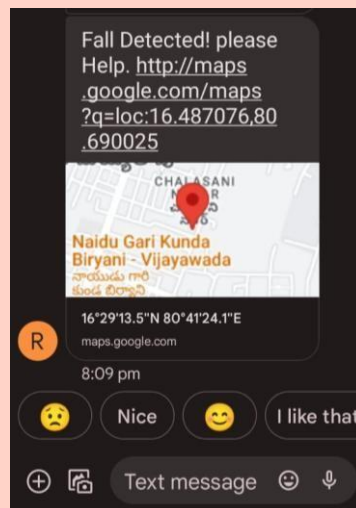 Fall Detected! please
Help. http://maps
.google.com/maps
?q=loc:16.487076,80
.690025
CHALASANI
Naidu Gari Kunda
Biryani - Vijayawada
నాయుడు గారి
కుండ బిర్యాని
16°29'13.5"N 80°41'24.1"E
R
maps.google.com
8:09 pm
Nice
I like that
Text message